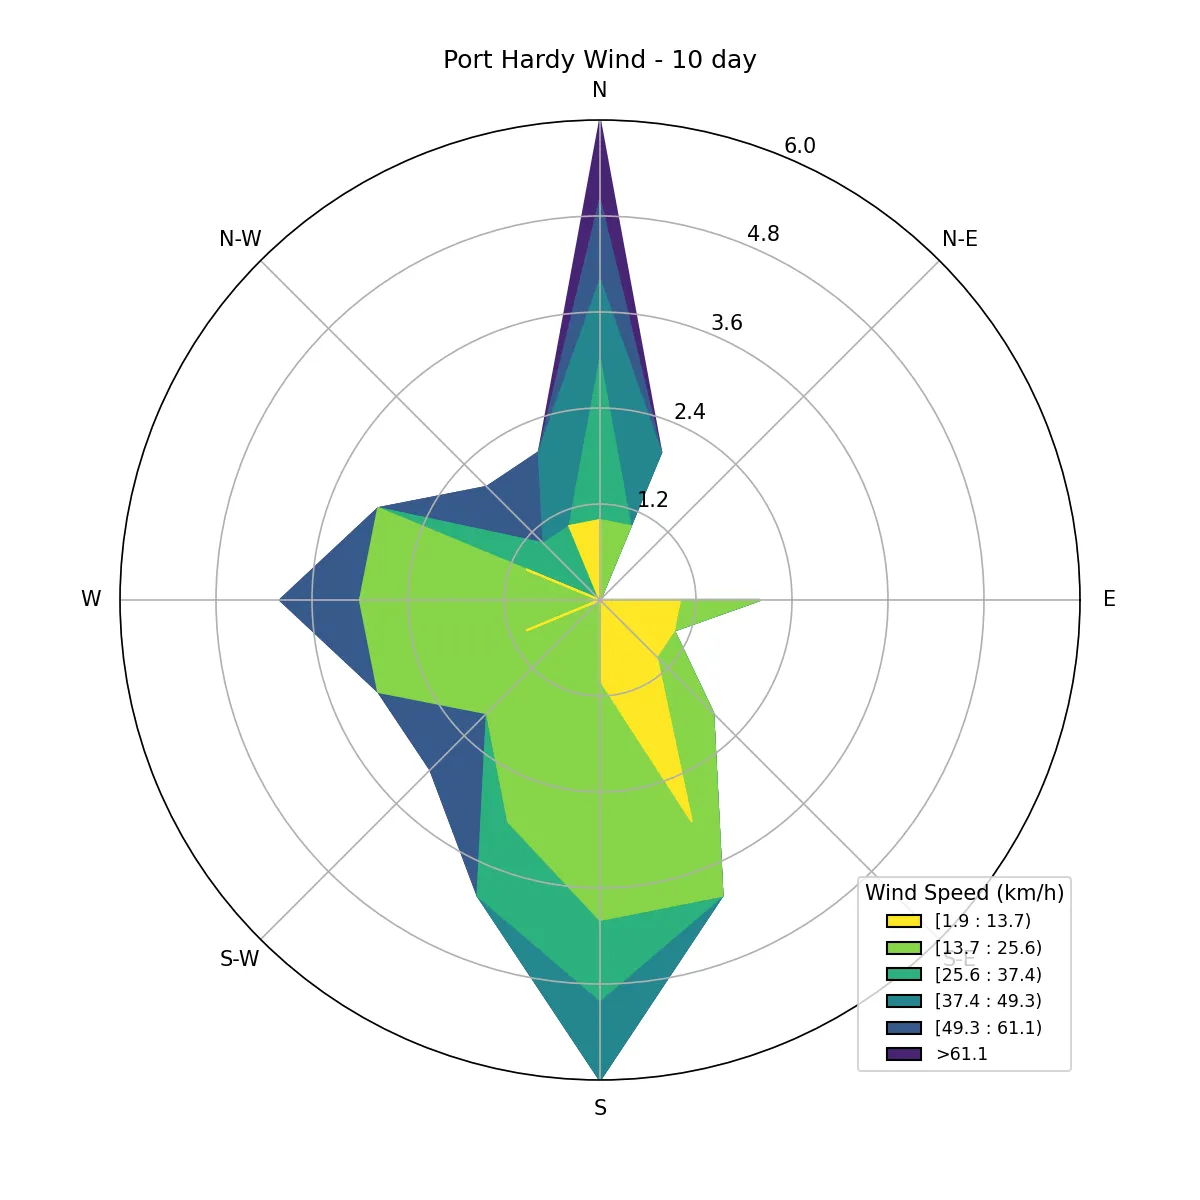 Port Hardy Wind - 10 day
N
6.0
N-W
4.8
N-E
3.6
2.4
1.2
W
E
Wind Speed (km/h)
[1.9 : 13.7)
[13.7 : 25.6)
S-W
S-E
[25.6 : 37.4)
[37.4 : 49.3)
[49.3 : 61.1)
>61.1
S